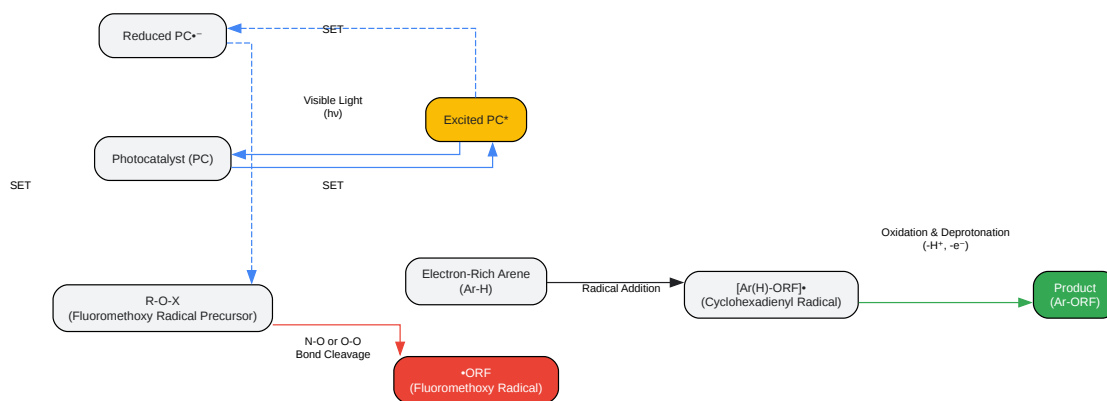 Reduced PC•⁻
SET
Visible Light
(hν)
Excited PC*
Photocatalyst (PC)
SET
SET
Oxidation & Deprotonation
(-H⁺, -e⁻)
Electron-Rich Arene
(Ar-H)
Radical Addition
[Ar(H)-ORF]•
(Cyclohexadienyl Radical)
Product
(Ar-ORF)
R-O-X
(Fluoromethoxy Radical Precursor)
N-O or O-O
Bond Cleavage
•ORF
(Fluoromethoxy Radical)